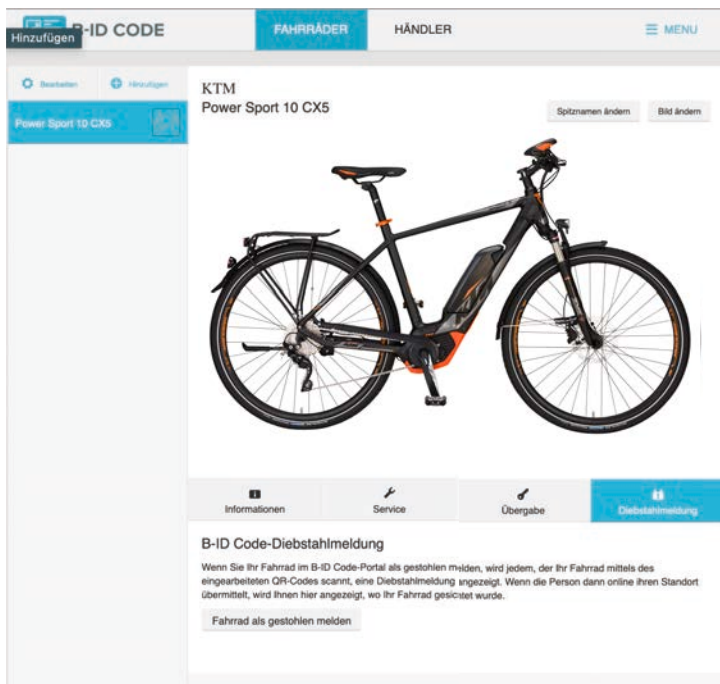 B-ID CODE
Hinzufügen
FAHRRÄDER
HÄNDLER
MENU
Bearbeiten
Hinzufügen
Power Sport 10 CX5
KTM
Power Sport 10 CX5
Spitznamen ändern
Bild ändern
Informationen
Service
Übergabe
Diebstahlmeldung
B-ID Code-Diebstahlmeldung
Wenn Sie Ihr Fahrrad im B-ID Code-Portal als gestohlen melden, wird jedem, der Ihr Fahrrad mittels des
eingearbeiteten QR-Codes scannt, eine Diebstahlmeldung angezeigt. Wenn die Person dann online ihren Standort
übermittelt, wird Ihnen hier angezeigt, wo Ihr Fahrrad gesichtet wurde.
Fahrrad als gestohlen melden